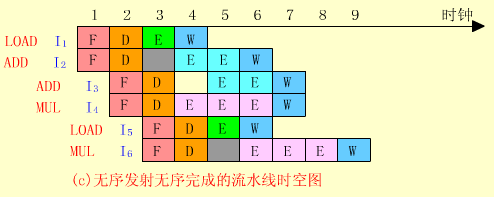 1 2 3 4 5 6 7 8 9 时钟
LOAD I₁ F D E W
ADD I₂ F D E E W
ADD I₃ F D E E W
MUL I₄ F D E E E W
LOAD I₅ F D E W
MUL I₆ F D E E E W
(c)无序发射无序完成的流水线时空图